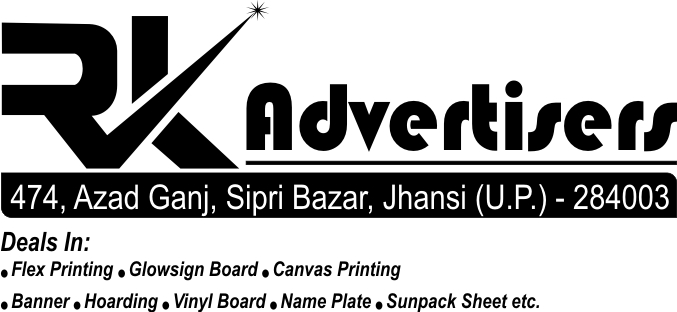 RK Advertisers
474, Azad Ganj, Sipri Bazar, Jhansi (U.P.) - 284003
Deals In:
• Flex Printing • Glowsign Board • Canvas Printing
• Banner • Hoarding • Vinyl Board • Name Plate • Sunpack Sheet etc.